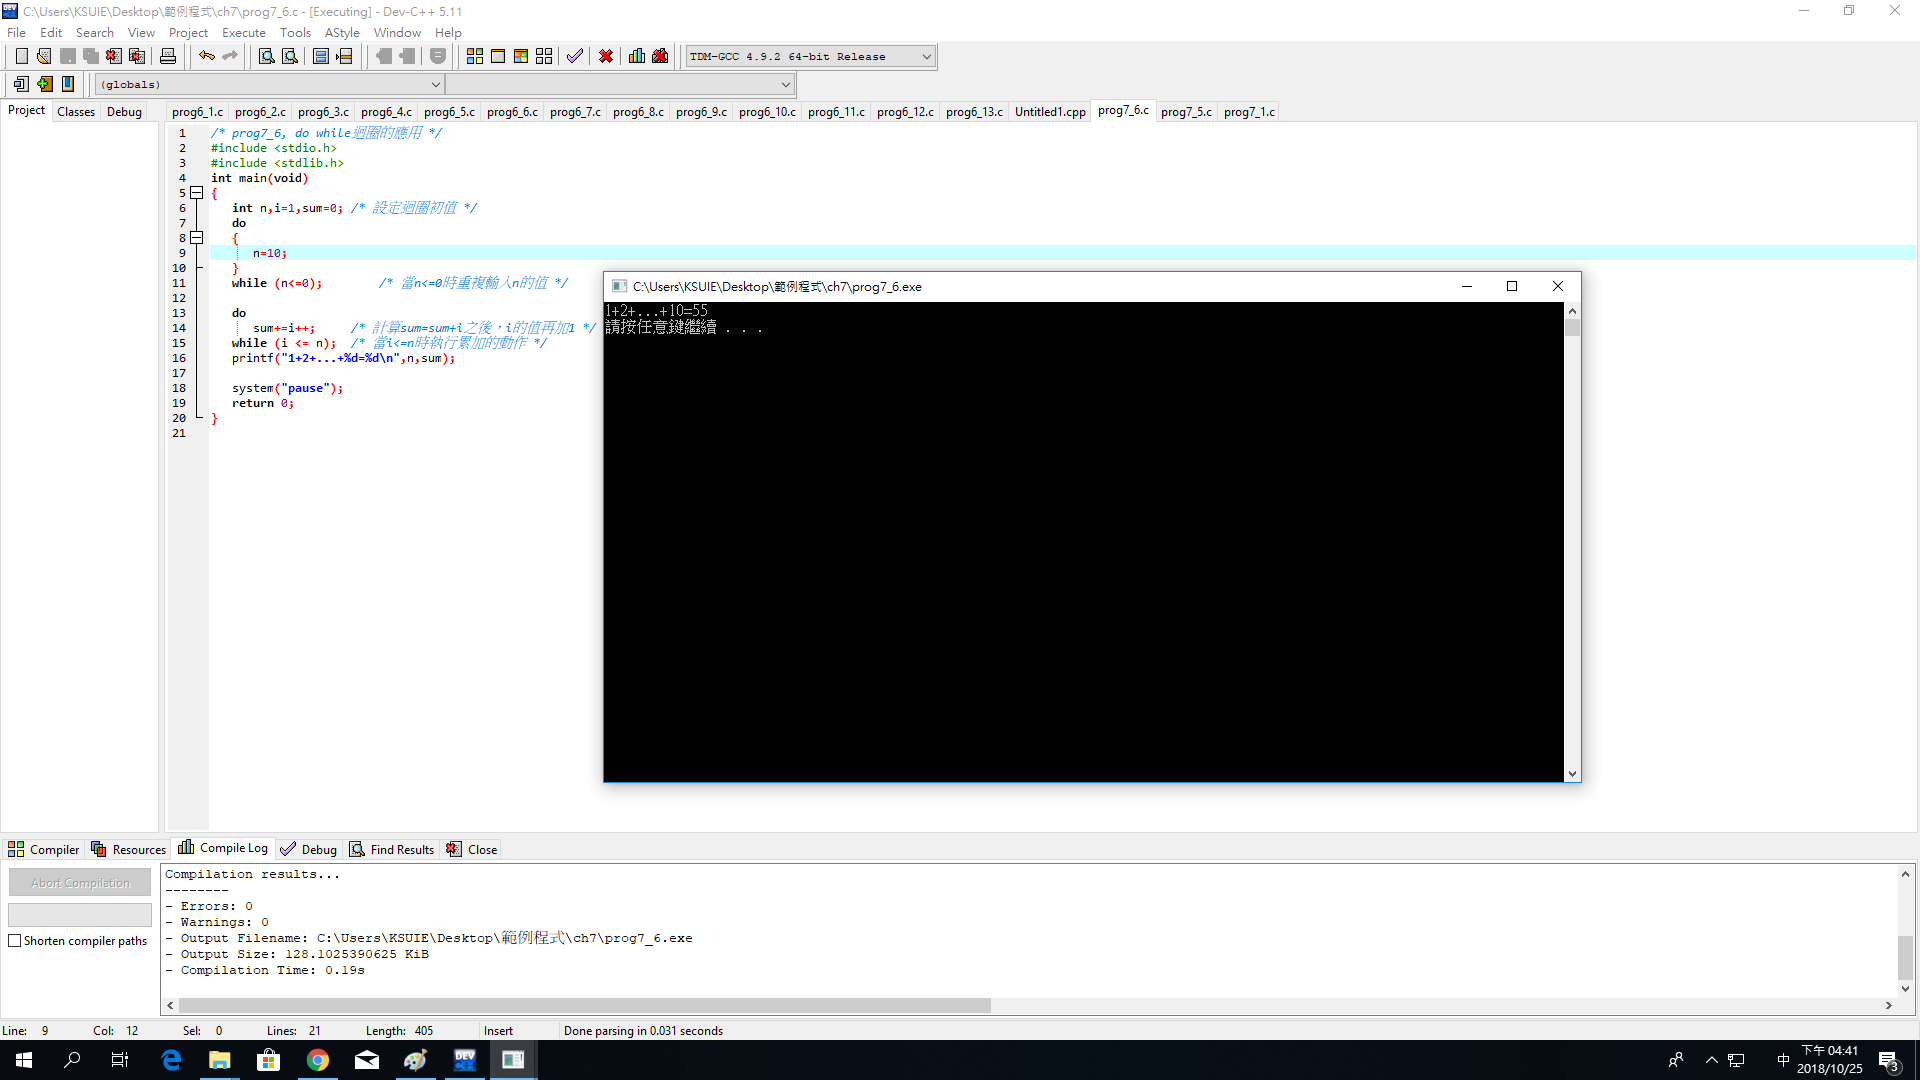 C:\Users\KSUIE\Desktop\範例程式\ch7\prog7_6.c - [Executing] - Dev-C++ 5.11
File Edit Search View Project Execute Tools AStyle Window Help
TDM-GCC 4.9.2 64-bit Release
(globals)
Project Classes Debug
prog6_1.c prog6_2.c prog6_3.c prog6_4.c prog6_5.c prog6_6.c prog6_7.c prog6_8.c prog6_9.c prog6_10.c prog6_11.c prog6_12.c prog6_13.c Untitled1.cpp prog7_6.c prog7_5.c prog7_1.c
1 /* prog7_6, do while迴圈的應用 */
2 #include <stdio.h>
3 #include <stdlib.h>
4 int main(void)
5 {
6 int n,i=1,sum=0; /* 設定迴圈初值 */
7 do
8 {
9 n=10;
10 }
11 while (n<=0); /* 當n<=0時重複輸入n的值 */
12
13 do
14 sum+=i++; /* 計算sum=sum+i之後，i的值再加1 */
15 while (i <= n); /* 當i<=n時執行累加的動作 */
16 printf("1+2+...+%d=%d\n",n,sum);
17
18 system("pause");
19 return 0;
20 }
21
C:\Users\KSUIE\Desktop\範例程式\ch7\prog7_6.exe
1+2+...+10=55
請按任意鍵繼續 . . .
Compiler Resources Compile Log Debug Find Results Close
Abort Compilation
Shorten compiler paths
Compilation results...
--------
- Errors: 0
- Warnings: 0
- Output Filename: C:\Users\KSUIE\Desktop\範例程式\ch7\prog7_6.exe
- Output Size: 128.1025390625 KiB
- Compilation Time: 0.19s
Line: 9 Col: 12 Sel: 0 Lines: 21 Length: 405 Insert Done parsing in 0.031 seconds
DEV C++
中
下午 04:41
2018/10/25
3